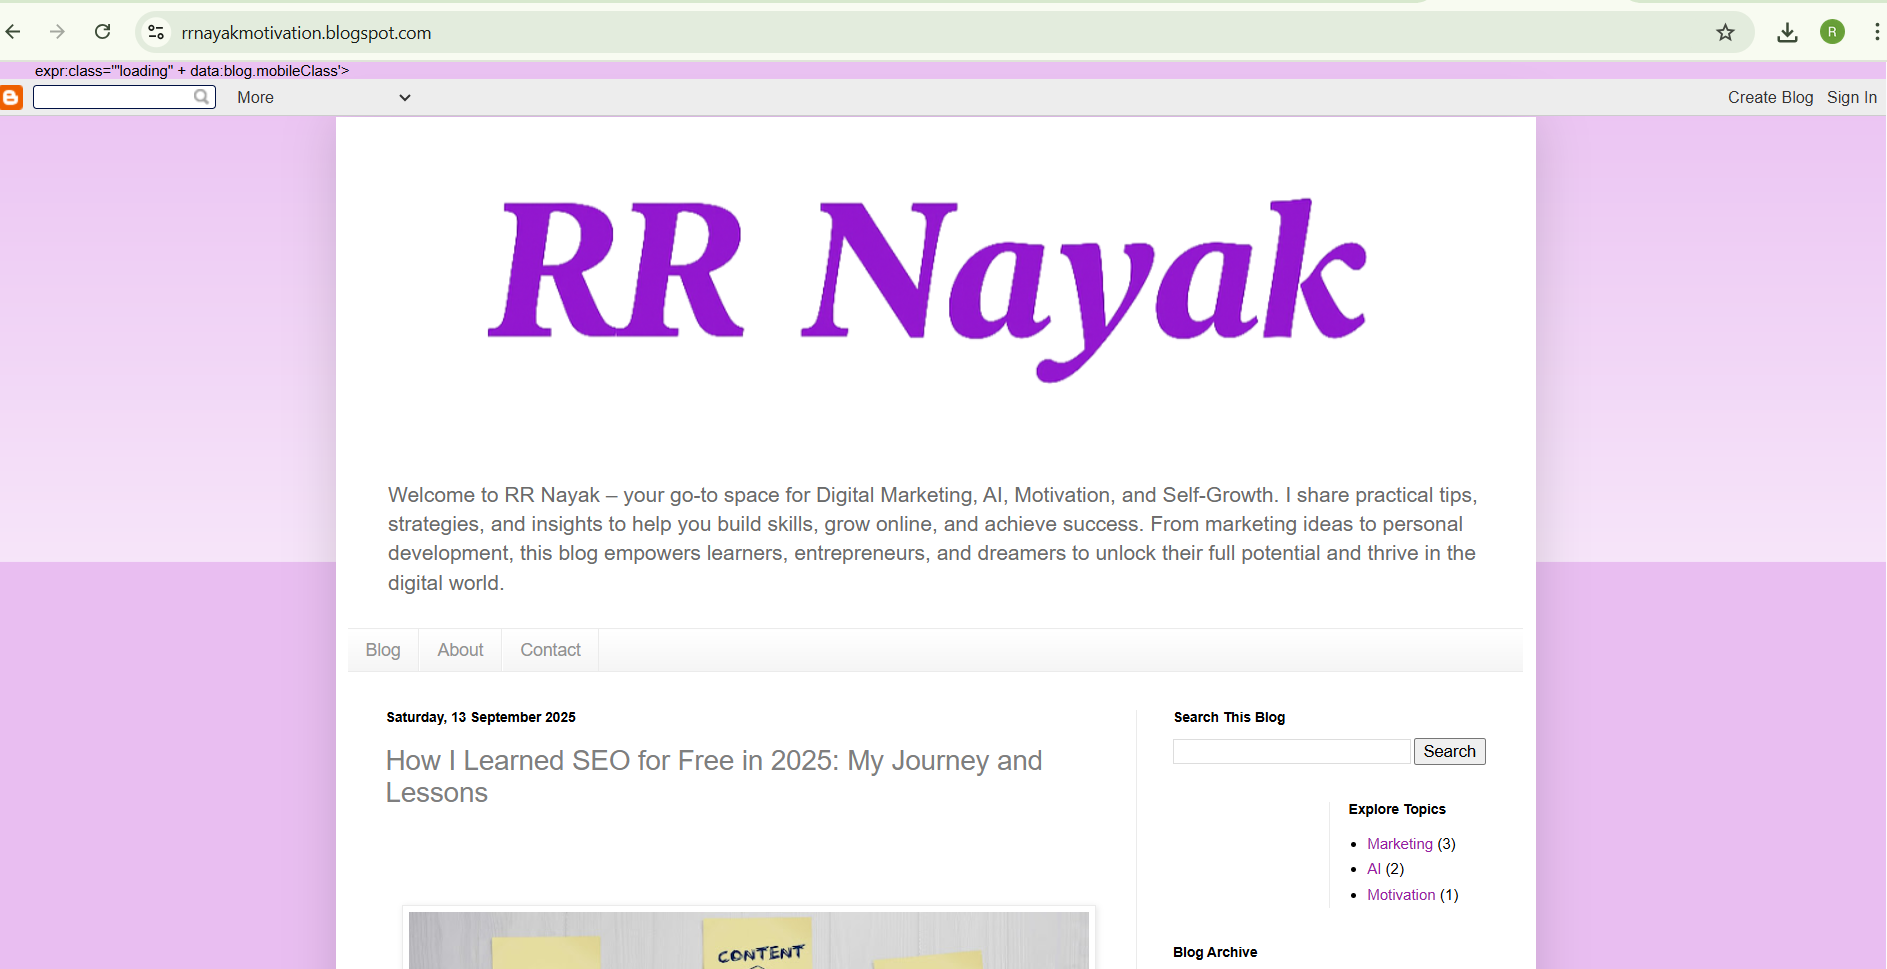 rrnayakmotivation.blogspot.com
R
expr:class='"loading" + data:blog.mobileClass'>
More
Create Blog Sign In
RR Nayak
Welcome to RR Nayak – your go-to space for Digital Marketing, AI, Motivation, and Self-Growth. I share practical tips,
strategies, and insights to help you build skills, grow online, and achieve success. From marketing ideas to personal
development, this blog empowers learners, entrepreneurs, and dreamers to unlock their full potential and thrive in the
digital world.
Blog About Contact
Saturday, 13 September 2025
How I Learned SEO for Free in 2025: My Journey and
Lessons
CONTENT
Search This Blog
Search
Explore Topics
Marketing (3)
AI (2)
Motivation (1)
Blog Archive